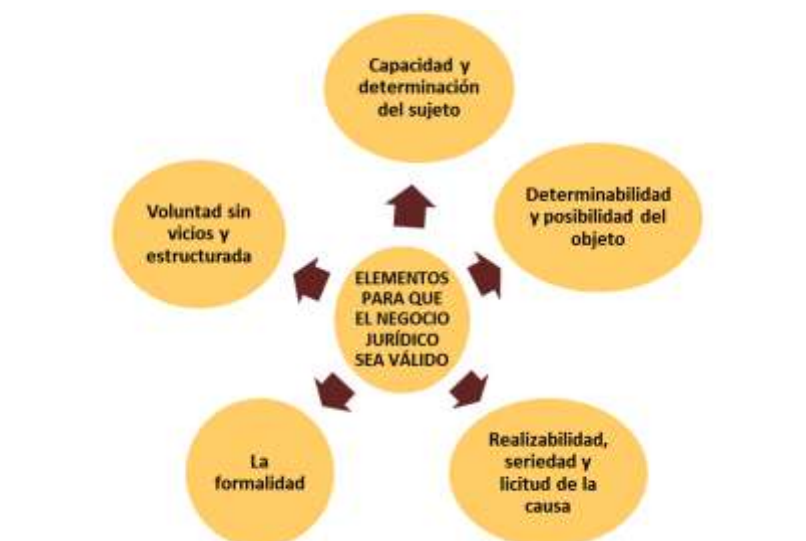 Capacidad y
determinación
del sujeto
Determinabilidad
y posibilidad del
objeto
Voluntad sin
vicios y
estructurada
ELEMENTOS
PARA QUE
EL NEGOCIO
JURÍDICO
SEA VÁLIDO
La
formalidad
Realizabilidad,
seriedad y
licitud de la
causa